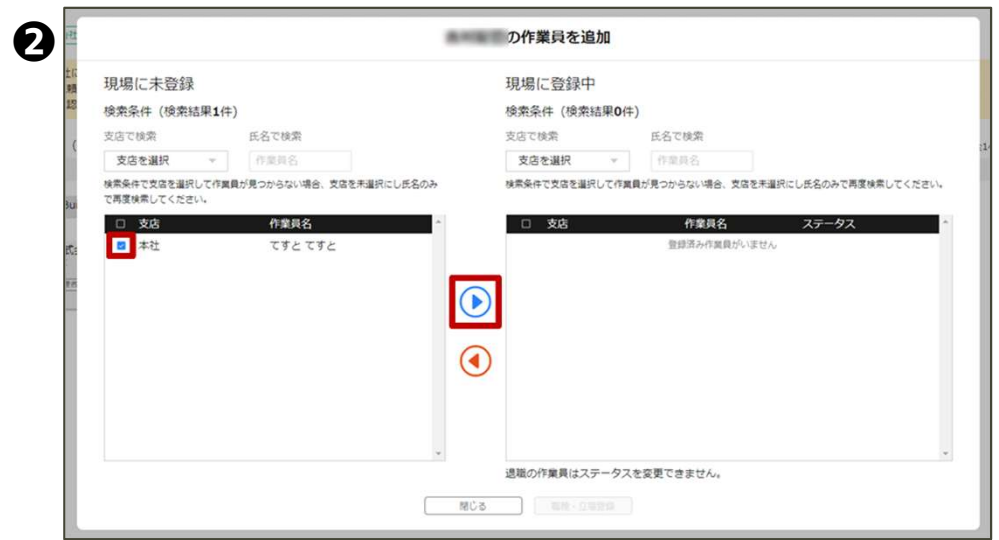 ❷
の作業員を追加
現場に未登録
検索条件（検索結果1件）
支店で検索 氏名で検索
支店を選択 作業員名
検索条件で支店を選択して作業員が見つからない場合、支店を未選択にし氏名のみ
で再度検索してください。
支店 作業員名
本社 てすと てすと
現場に登録中
検索条件（検索結果0件）
支店で検索 氏名で検索
支店を選択 作業員名
検索条件で支店を選択して作業員が見つからない場合、支店を未選択にし氏名のみで再度検索してください。
支店 作業員名 ステータス
登録済み作業員がいません
退職の作業員はステータスを変更できません。
閉じる